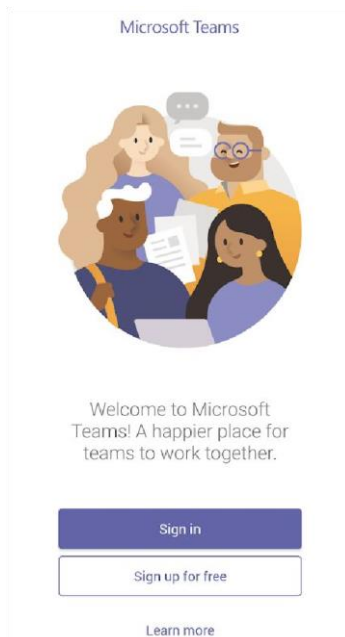 Microsoft Teams
Welcome to Microsoft
Teams! A happier place for
teams to work together.
Sign in
Sign up for free
Learn more